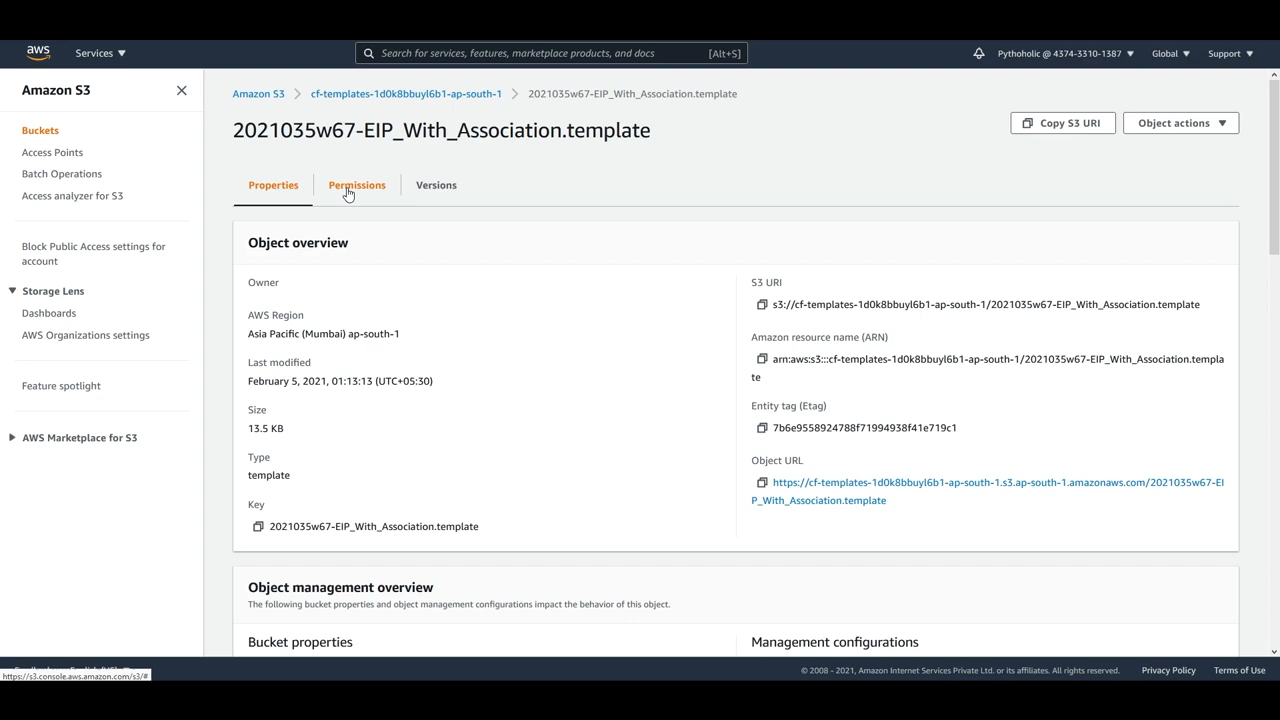 aws
Services
Search for services, features, marketplace products, and docs
[Alt+S]
Pythoholic @ 4374-3310-1387
Global
Support
Amazon S3
Buckets
Access Points
Batch Operations
Access analyzer for S3
Block Public Access settings for
account
Storage Lens
Dashboards
AWS Organizations settings
Feature spotlight
AWS Marketplace for S3
Amazon S3
cf-templates-1d0k8bbuyl6b1-ap-south-1
2021035w67-EIP_With_Association.template
2021035w67-EIP_With_Association.template
Copy S3 URI
Object actions
Properties
Permissions
Versions
Object overview
Owner
AWS Region
Asia Pacific (Mumbai) ap-south-1
Last modified
February 5, 2021, 01:13:13 (UTC+05:30)
Size
13.5 KB
Type
template
Key
2021035w67-EIP_With_Association.template
S3 URI
s3://cf-templates-1d0k8bbuyl6b1-ap-south-1/2021035w67-EIP_With_Association.template
Amazon resource name (ARN)
arn:aws:s3:::cf-templates-1d0k8bbuyl6b1-ap-south-1/2021035w67-EIP_With_Association.templa
te
Entity tag (Etag)
7b6e9558924788f71994938f41e719c1
Object URL
https://cf-templates-1d0k8bbuyl6b1-ap-south-1.s3.ap-south-1.amazonaws.com/2021035w67-EI
P_With_Association.template
Object management overview
The following bucket properties and object management configurations impact the behavior of this object.
Bucket properties
Management configurations
https://s3.console.aws.amazon.com/s3/#
© 2008 - 2021, Amazon Internet Services Private Ltd. or its affiliates. All rights reserved.
Privacy Policy
Terms of Use